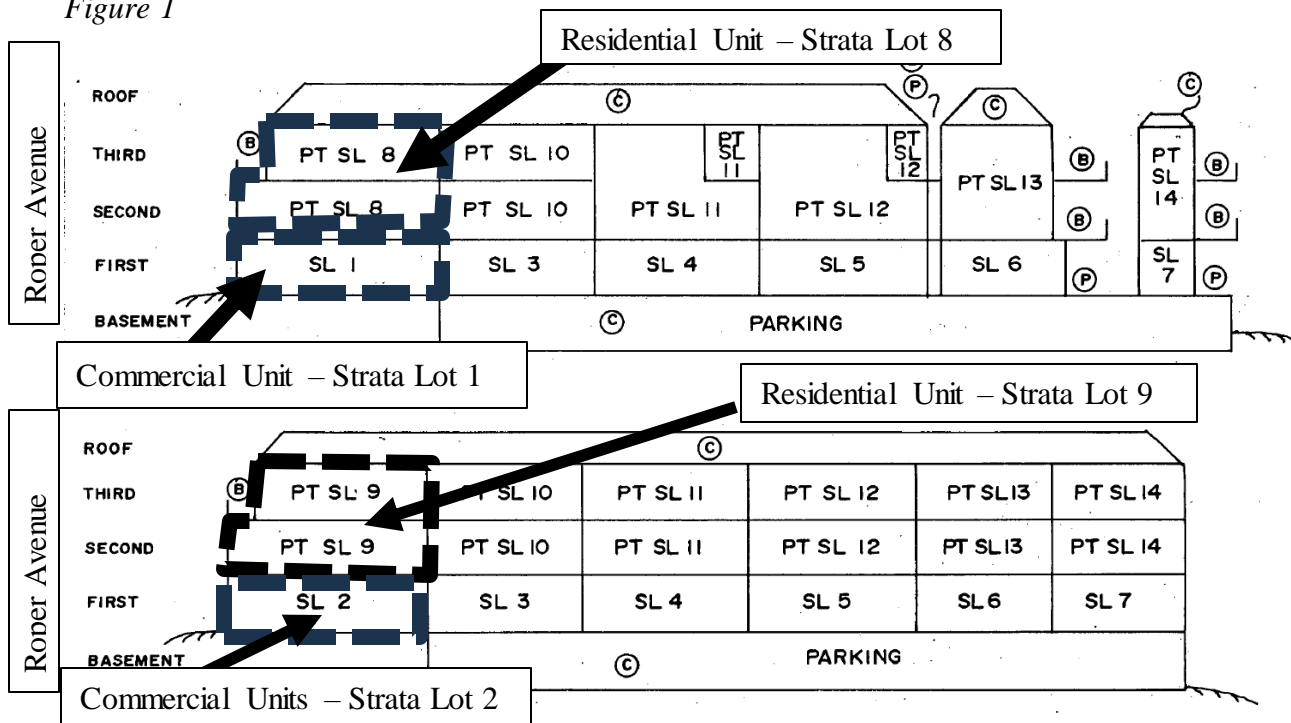 Figure 1
Residential Unit – Strata Lot 8
Roper Avenue
ROOF
C
P
C
C
THIRD
B
PT SL 8
PT SL 10
PT SL 11
PT SL 12
PT SL 13
B
PT SL 14
B
SECOND
PT SL 8
PT SL 10
PT SL 11
PT SL 12
B
B
FIRST
SL 1
SL 3
SL 4
SL 5
SL 6
P
SL 7
P
BASEMENT
C
PARKING
Commercial Unit – Strata Lot 1
Residential Unit – Strata Lot 9
Roper Avenue
ROOF
C
THIRD
B
PT SL 9
PT SL 10
PT SL 11
PT SL 12
PT SL 13
PT SL 14
SECOND
PT SL 9
PT SL 10
PT SL 11
PT SL 12
PT SL 13
PT SL 14
FIRST
SL 2
SL 3
SL 4
SL 5
SL 6
SL 7
BASEMENT
C
PARKING
Commercial Units – Strata Lot 2